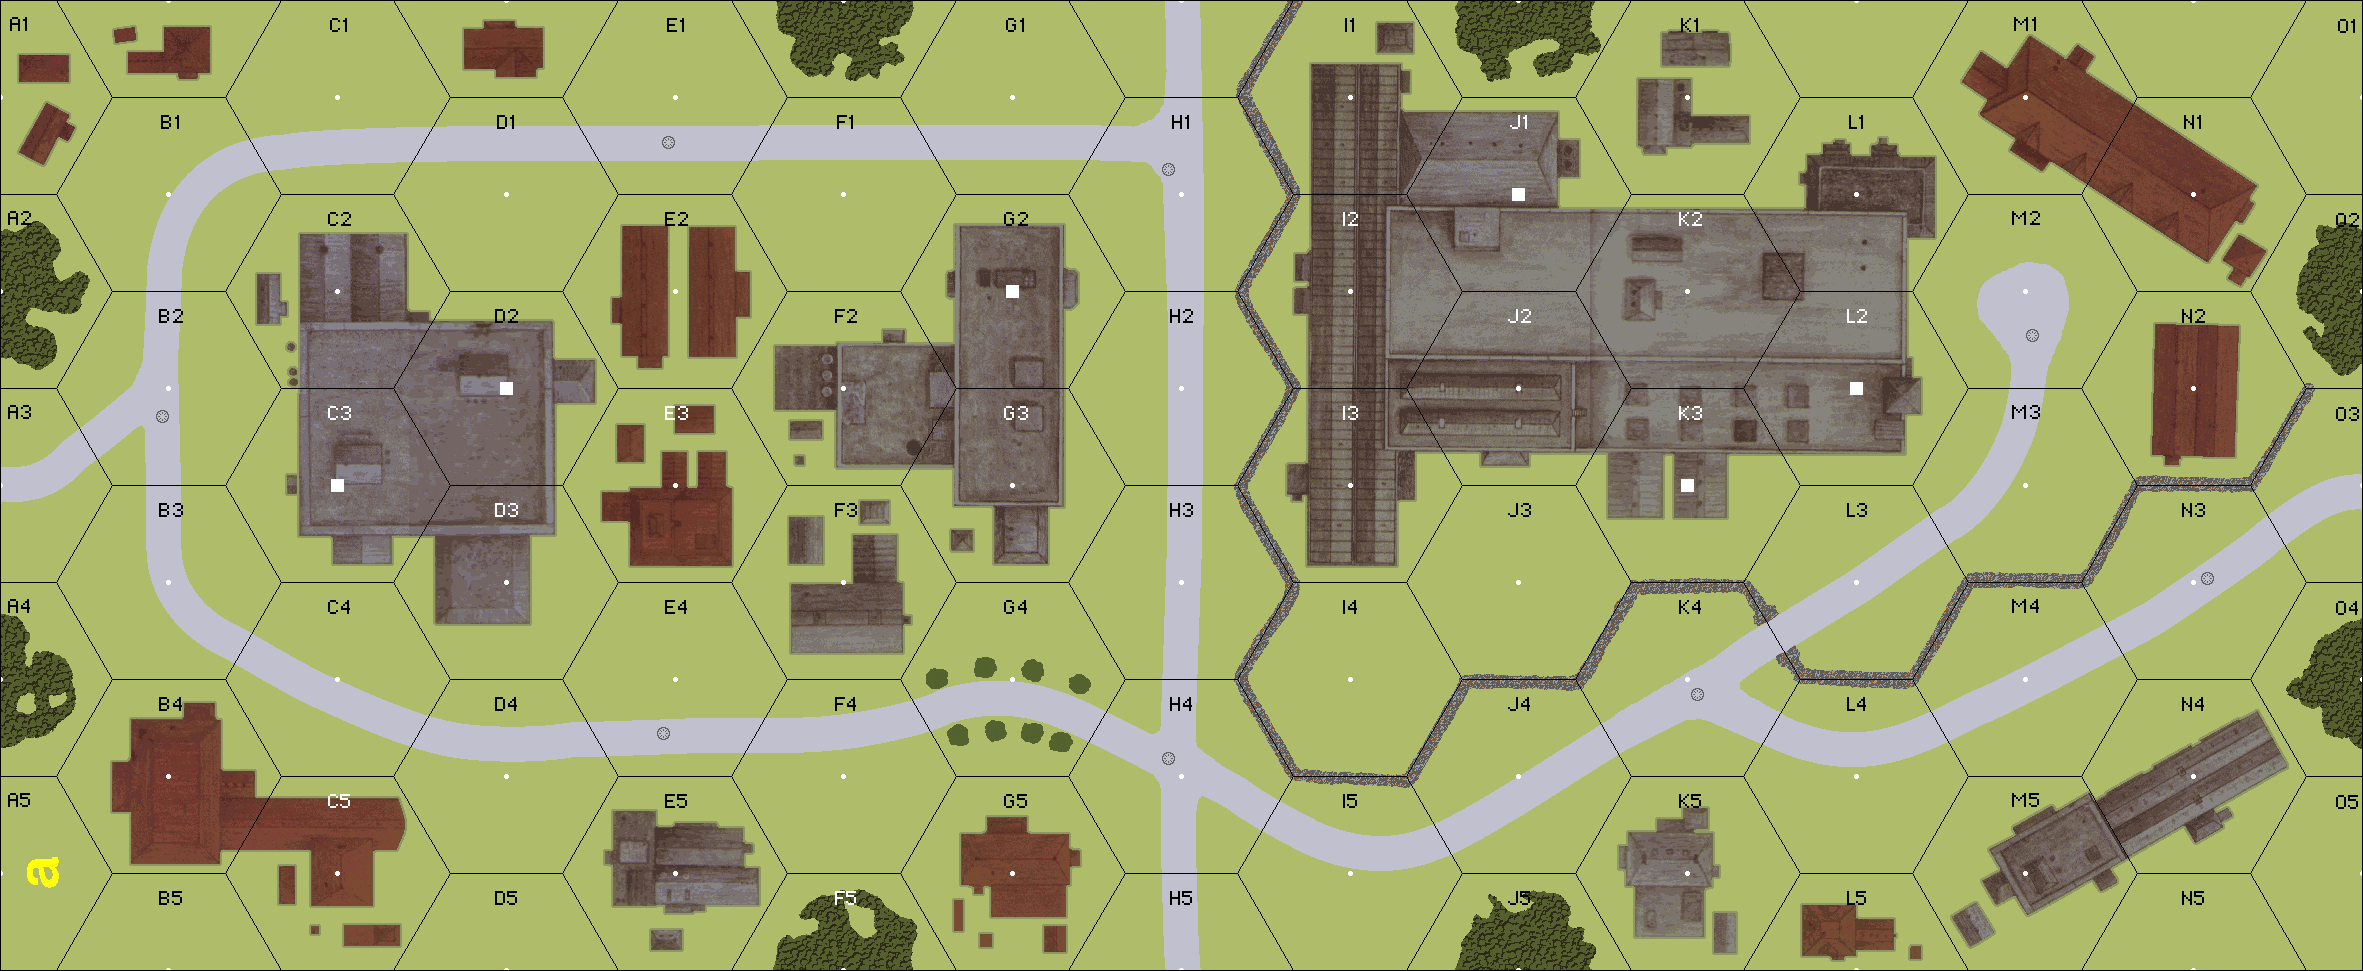 A1 C1 E1 G1 I1 K1 M1 O1
B1 D1 F1 H1 J1 L1 N1
A2 C2 E2 G2 I2 K2 M2 O2
B2 D2 F2 H2 J2 L2 N2
A3 C3 E3 G3 I3 K3 M3 O3
B3 D3 F3 H3 J3 L3 N3
A4 C4 E4 G4 I4 K4 M4 O4
B4 D4 F4 H4 J4 L4 N4
A5 C5 E5 G5 I5 K5 M5 O5
a
B5 D5 F5 H5 J5 L5 N5